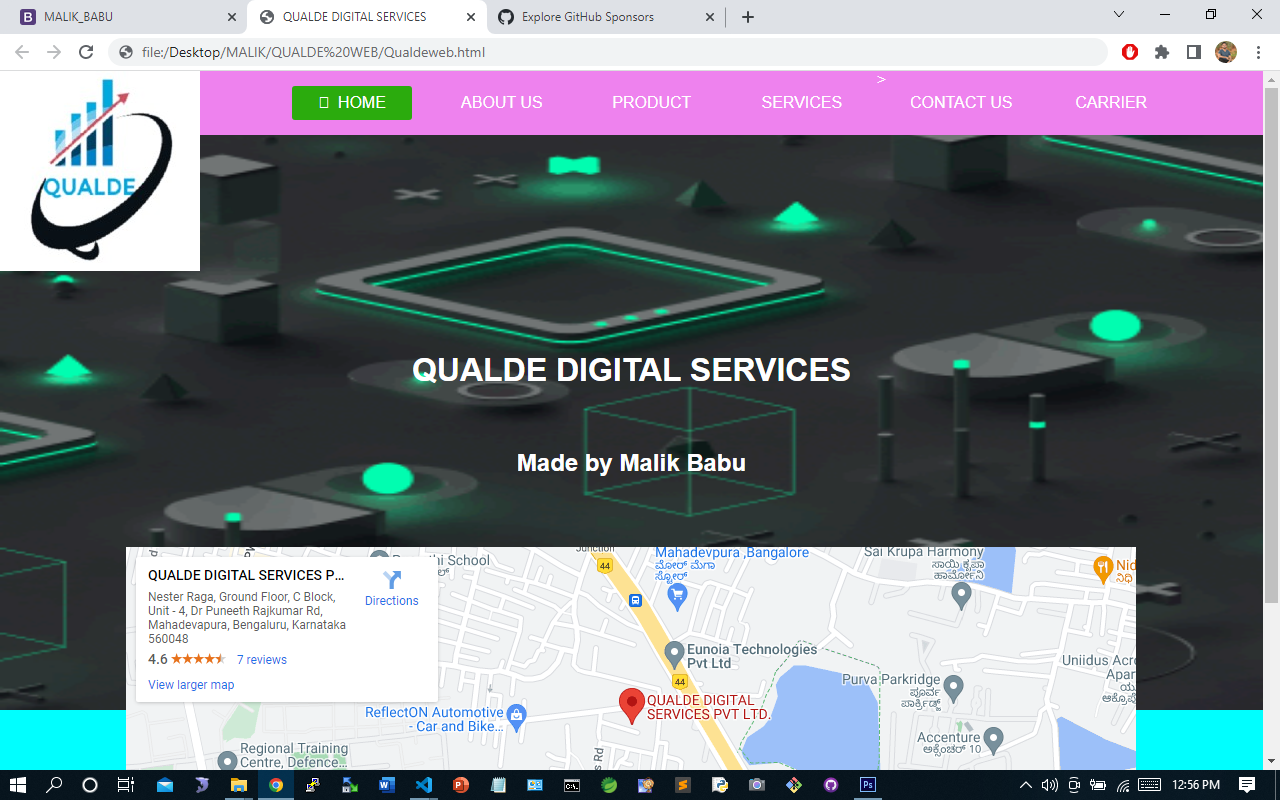 MALIK_BABU
QUALDE DIGITAL SERVICES
Explore GitHub Sponsors
file:/Desktop/MALIK/QUALDE%20WEB/Qualdeweb.html
QUALDE
>
HOME ABOUT US PRODUCT SERVICES CONTACT US CARRIER
QUALDE DIGITAL SERVICES
Made by Malik Babu
QUALDE DIGITAL SERVICES P...
Nester Raga, Ground Floor, C Block,
Unit - 4, Dr Puneeth Rajkumar Rd,
Mahadevapura, Bengaluru, Karnataka
560048
4.6 7 reviews
View larger map
Directions
School
Junction
44
Mahadevpura ,Bangalore
ಮೋರ್ ಮೆಗಾ
ಸ್ಟೋರ್
Sai Krupa Harmony
ಸಾಯಿ ಕೃಪಾ
ಹಾರ್ಮೋನಿ
Nid
ನಿಧಿ
Eunoia Technologies
Pvt Ltd
44
QUALDE DIGITAL
SERVICES PVT LTD.
Purva Parkridge
ಪೂರ್ವ
ಪಾರ್ಕ್ರಿಡ್ಜ್
Uniidus Acro
Apar
ReflectON Automotive
- Car and Bike...
Accenture
ಅಕ್ಸೆಂಚರ್ 10
Regional Training
Centre, Defence...
s Rd
12:56 PM